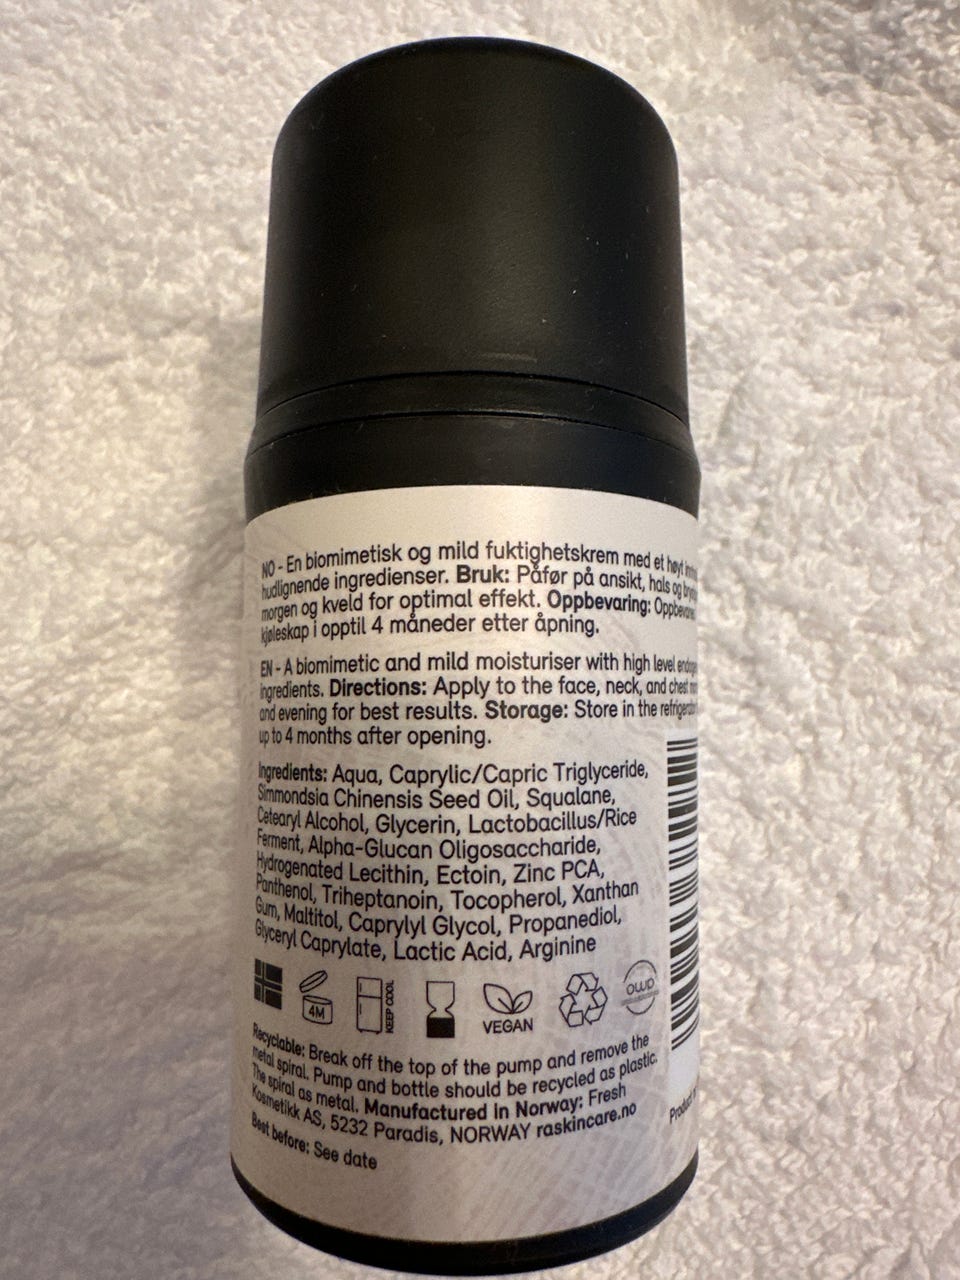 NO - En biomimetisk og mild fuktighetskrem med et høyt
hudlignende ingredienser. Bruk: Påfør på ansikt, hals og
morgen og kveld for optimal effekt. Oppbevaring:
kjøleskap i opptil 4 måneder etter åpning.
EN - A biomimetic and mild moisturiser with high level
ingredients. Directions: Apply to the face, neck, and chest
and evening for best results. Storage: Store in the
up to 4 months after opening.
Ingredients: Aqua, Caprylic/Capric Triglyceride,
Simmondsia Chinensis Seed Oil, Squalane,
Cetearyl Alcohol, Glycerin, Lactobacillus/Rice
Ferment, Alpha-Glucan Oligosaccharide,
Hydrogenated Lecithin, Ectoin, Zinc PCA,
Panthenol, Triheptanoin, Tocopherol, Xanthan
Gum, Maltitol, Caprylyl Glycol, Propanediol,
Glyceryl Caprylate, Lactic Acid, Arginine
4M
KEEP COOL
VEGAN
owp
Recyclable: Break off the top of the pump and remove the
metal spiral. Pump and bottle should be recycled as plastic.
The spiral as metal. Manufactured in Norway: Fresh
Kosmetikk AS, 5232 Paradis, NORWAY raskincare.no
Best before: See date